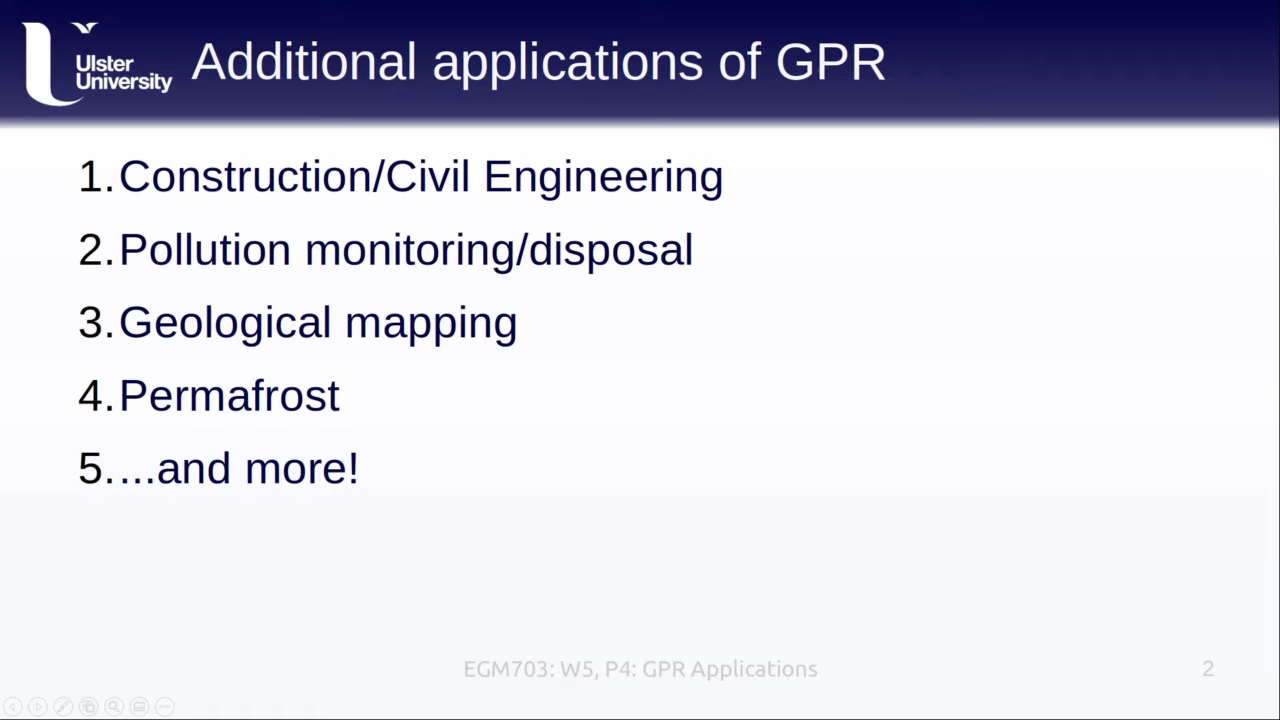 Ulster
University
Additional applications of GPR
1. Construction/Civil Engineering
2. Pollution monitoring/disposal
3. Geological mapping
4. Permafrost
5. ...and more!
EGM703: W5, P4: GPR Applications
2